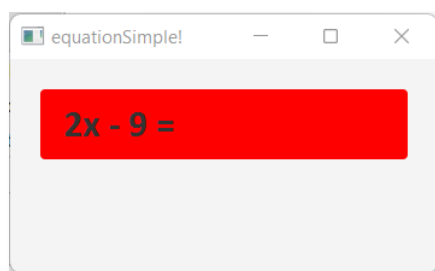 equationSimple!
2x - 9 =